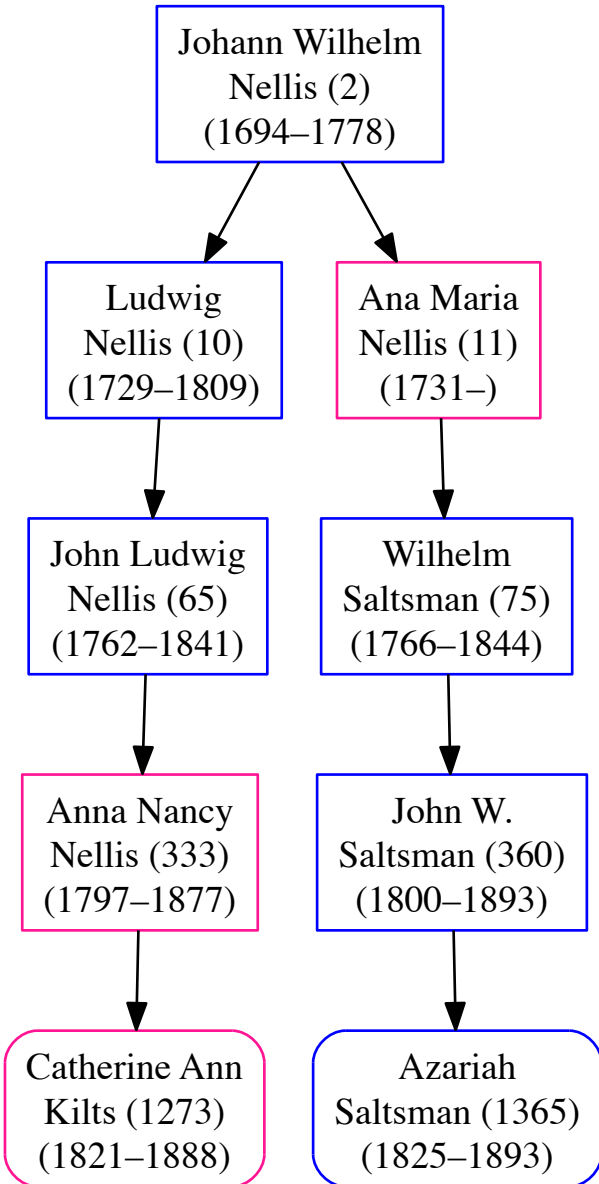 Johann Wilhelm
Nellis (2)
(1694–1778)
Ludwig
Nellis (10)
(1729–1809)
Ana Maria
Nellis (11)
(1731–)
John Ludwig
Nellis (65)
(1762–1841)
Wilhelm
Saltsman (75)
(1766–1844)
Anna Nancy
Nellis (333)
(1797–1877)
John W.
Saltsman (360)
(1800–1893)
Catherine Ann
Kilts (1273)
(1821–1888)
Azariah
Saltsman (1365)
(1825–1893)